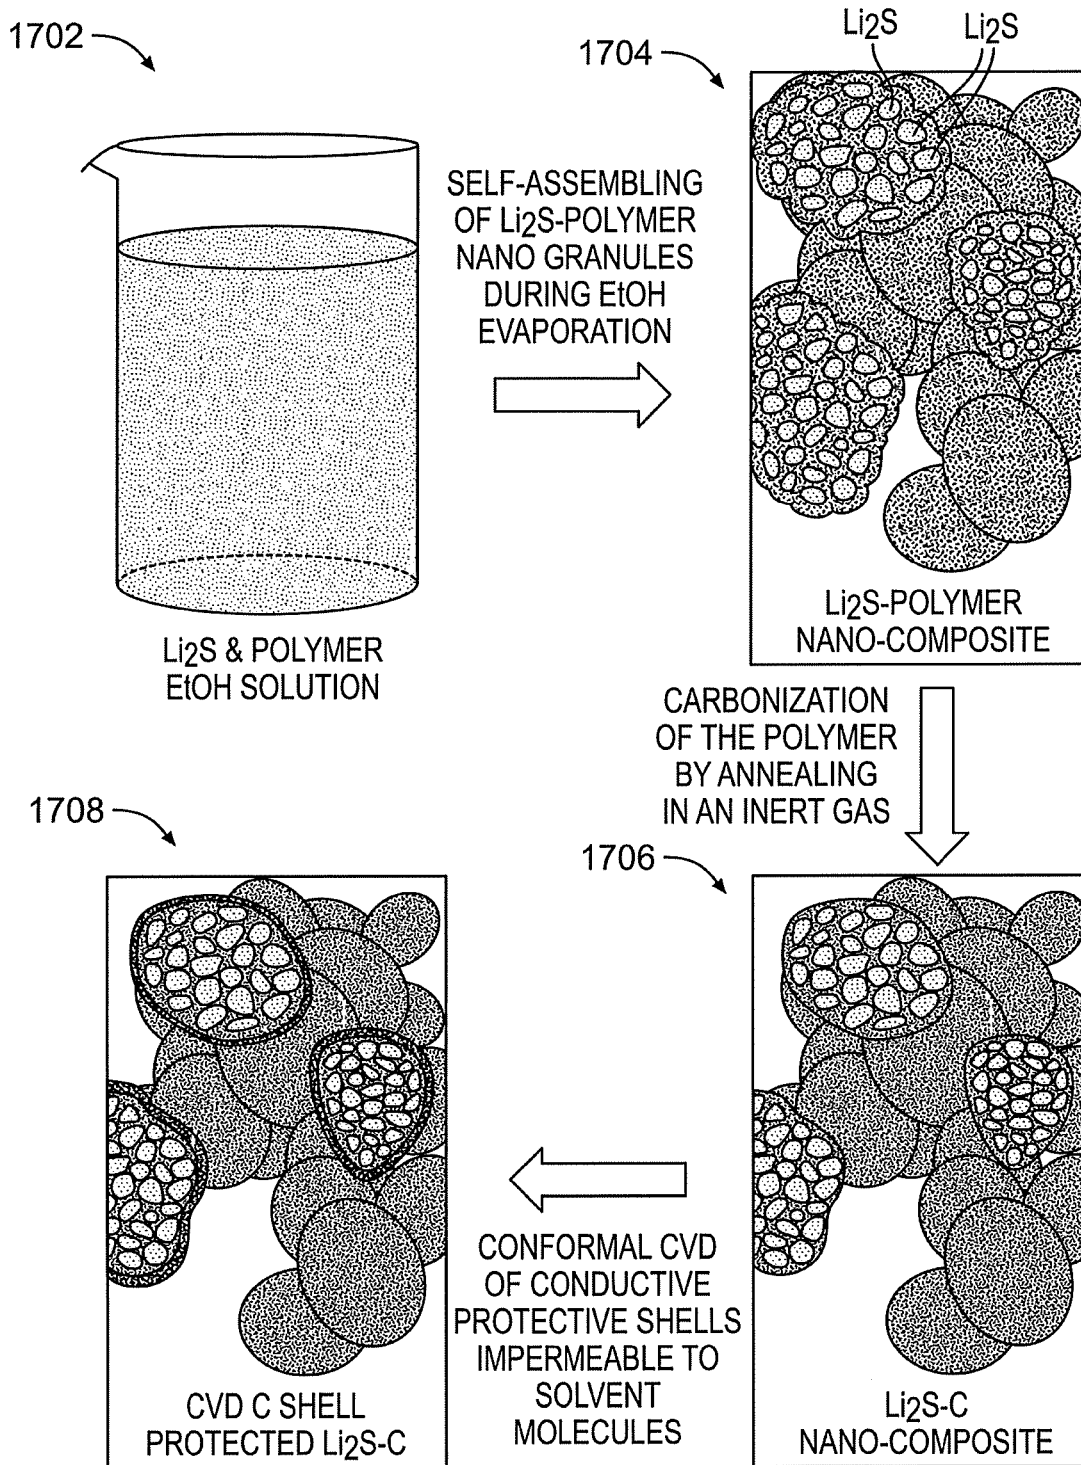 1702
SELF-ASSEMBLING
OF Li2S-POLYMER
NANO GRANULES
DURING EtOH
EVAPORATION
Li2S & POLYMER
EtOH SOLUTION
1704
Li2S
Li2S
Li2S-POLYMER
NANO-COMPOSITE
CARBONIZATION
OF THE POLYMER
BY ANNEALING
IN AN INERT GAS
1706
Li2S-C
NANO-COMPOSITE
CONFORMAL CVD
OF CONDUCTIVE
PROTECTIVE SHELLS
IMPERMEABLE TO
SOLVENT
MOLECULES
1708
CVD C SHELL
PROTECTED Li2S-C